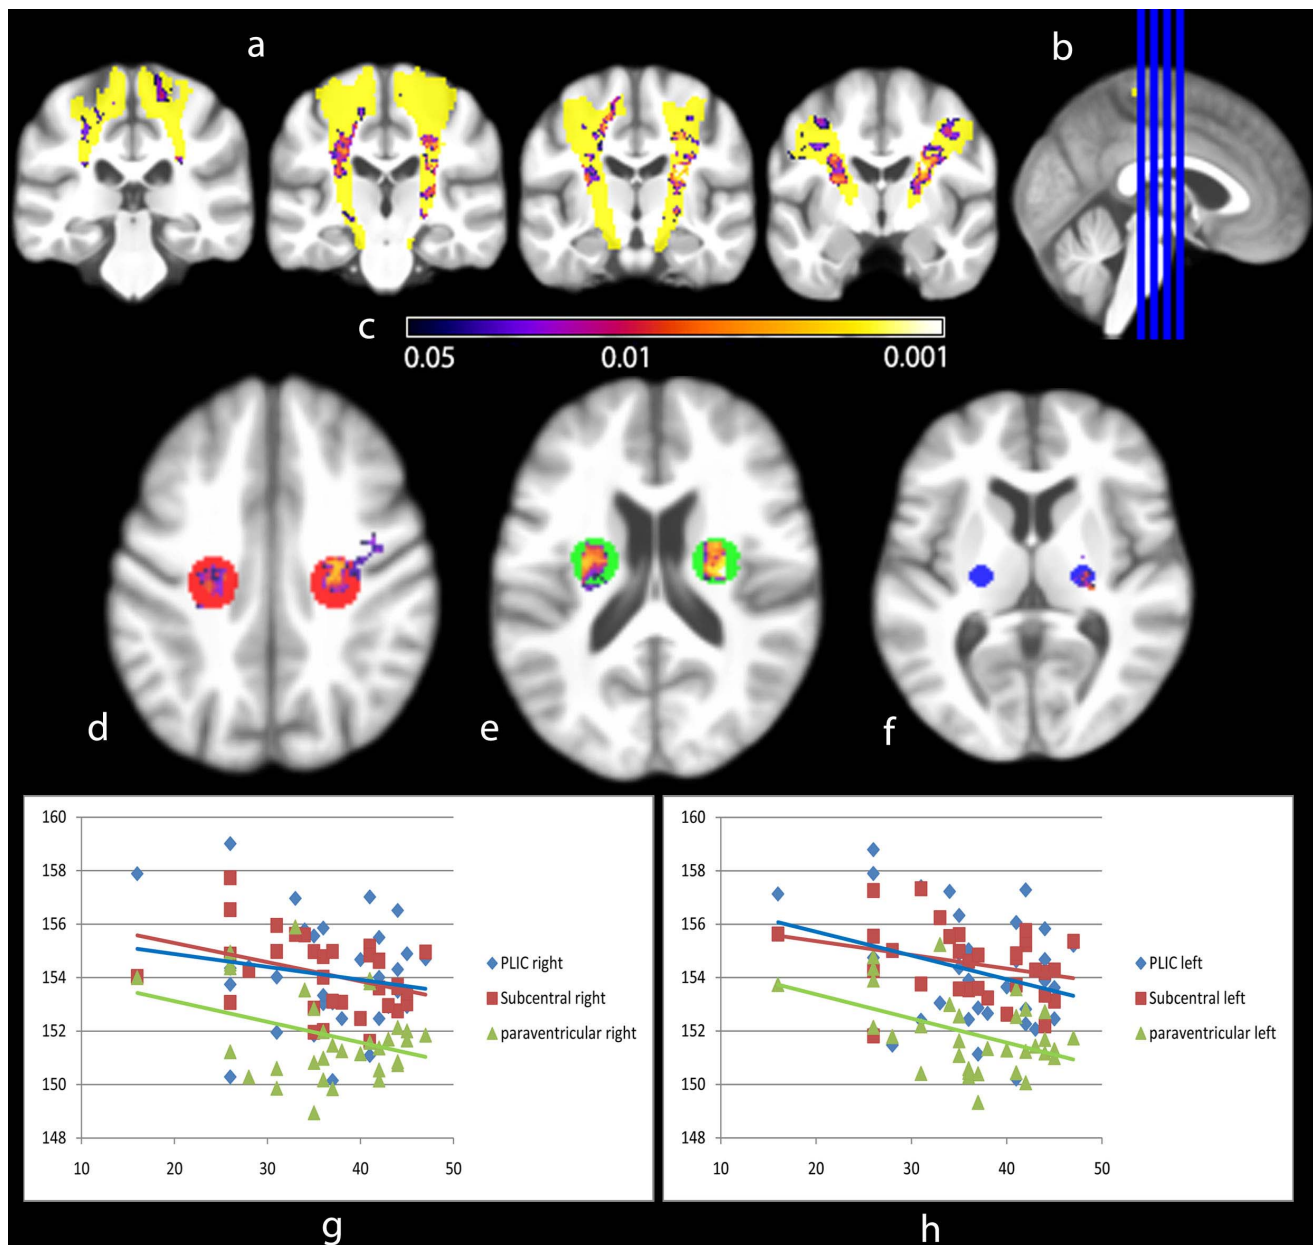 a
b
c
0.05 0.01 0.001
d
e
f
160
158
156
154
152
150
148
10 20 30 40 50
PLIC right
Subcentral right
paraventricular right
160
158
156
154
152
150
148
10 20 30 40 50
PLIC left
Subcentral left
paraventricular left
g
h